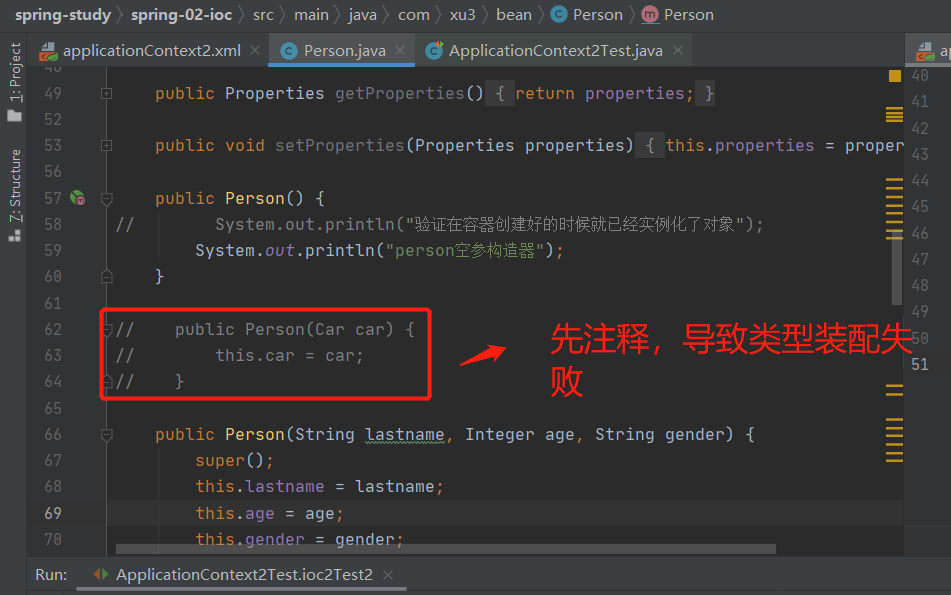 spring-study 〉 spring-02-ioc 〉 src 〉 main 〉 java 〉 com 〉 xu3 〉 bean 〉 C Person 〉 m Person
applicationContext2.xml × C Person.java × C ApplicationContext2Test.java ×
1: Project
Z: Structure
49 public Properties getProperties() { return properties; }
52
53 public void setProperties(Properties properties) { this.properties = proper
56
57 public Person() {
58 // System.out.println("验证在容器创建好的时候就已经实例化了对象");
59 System.out.println("person空参构造器");
60 }
61
62 // public Person(Car car) {
63 // this.car = car;
64 // }
先注释，导致类型装配失
败
65
66 public Person(String lastname, Integer age, String gender) {
67 super();
68 this.lastname = lastname;
69 this.age = age;
70 this.gender = gender;
40
41
42
43
44
45
46
47
48
49
50
51
Run: ApplicationContext2Test.ioc2Test2 ×